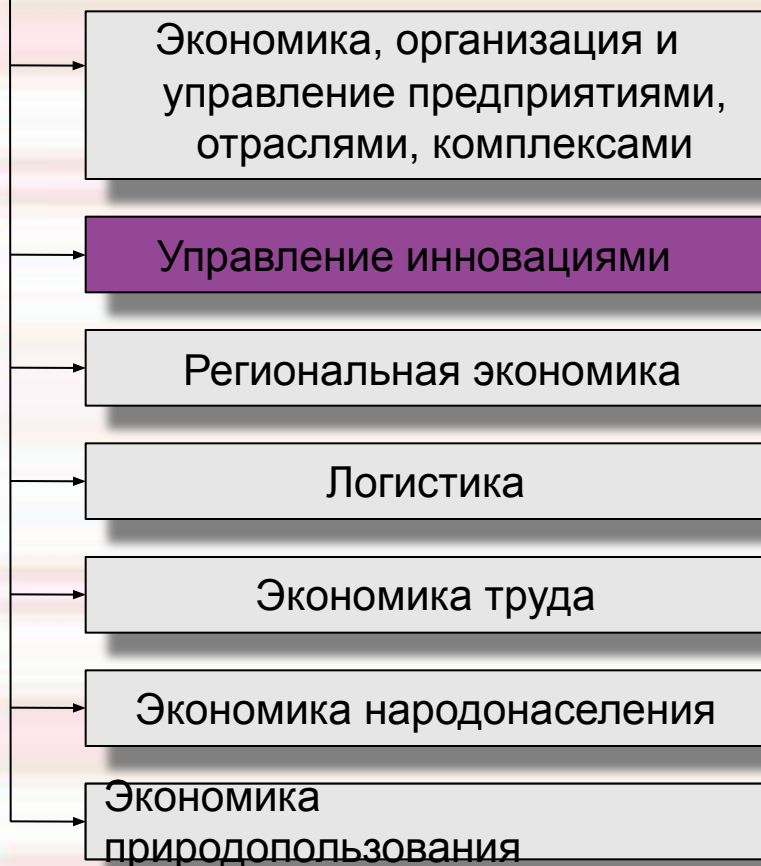 Экономика, организация и
управление предприятиями,
отраслями, комплексами
Управление инновациями
Региональная экономика
Логистика
Экономика труда
Экономика народонаселения
Экономика
природопользования